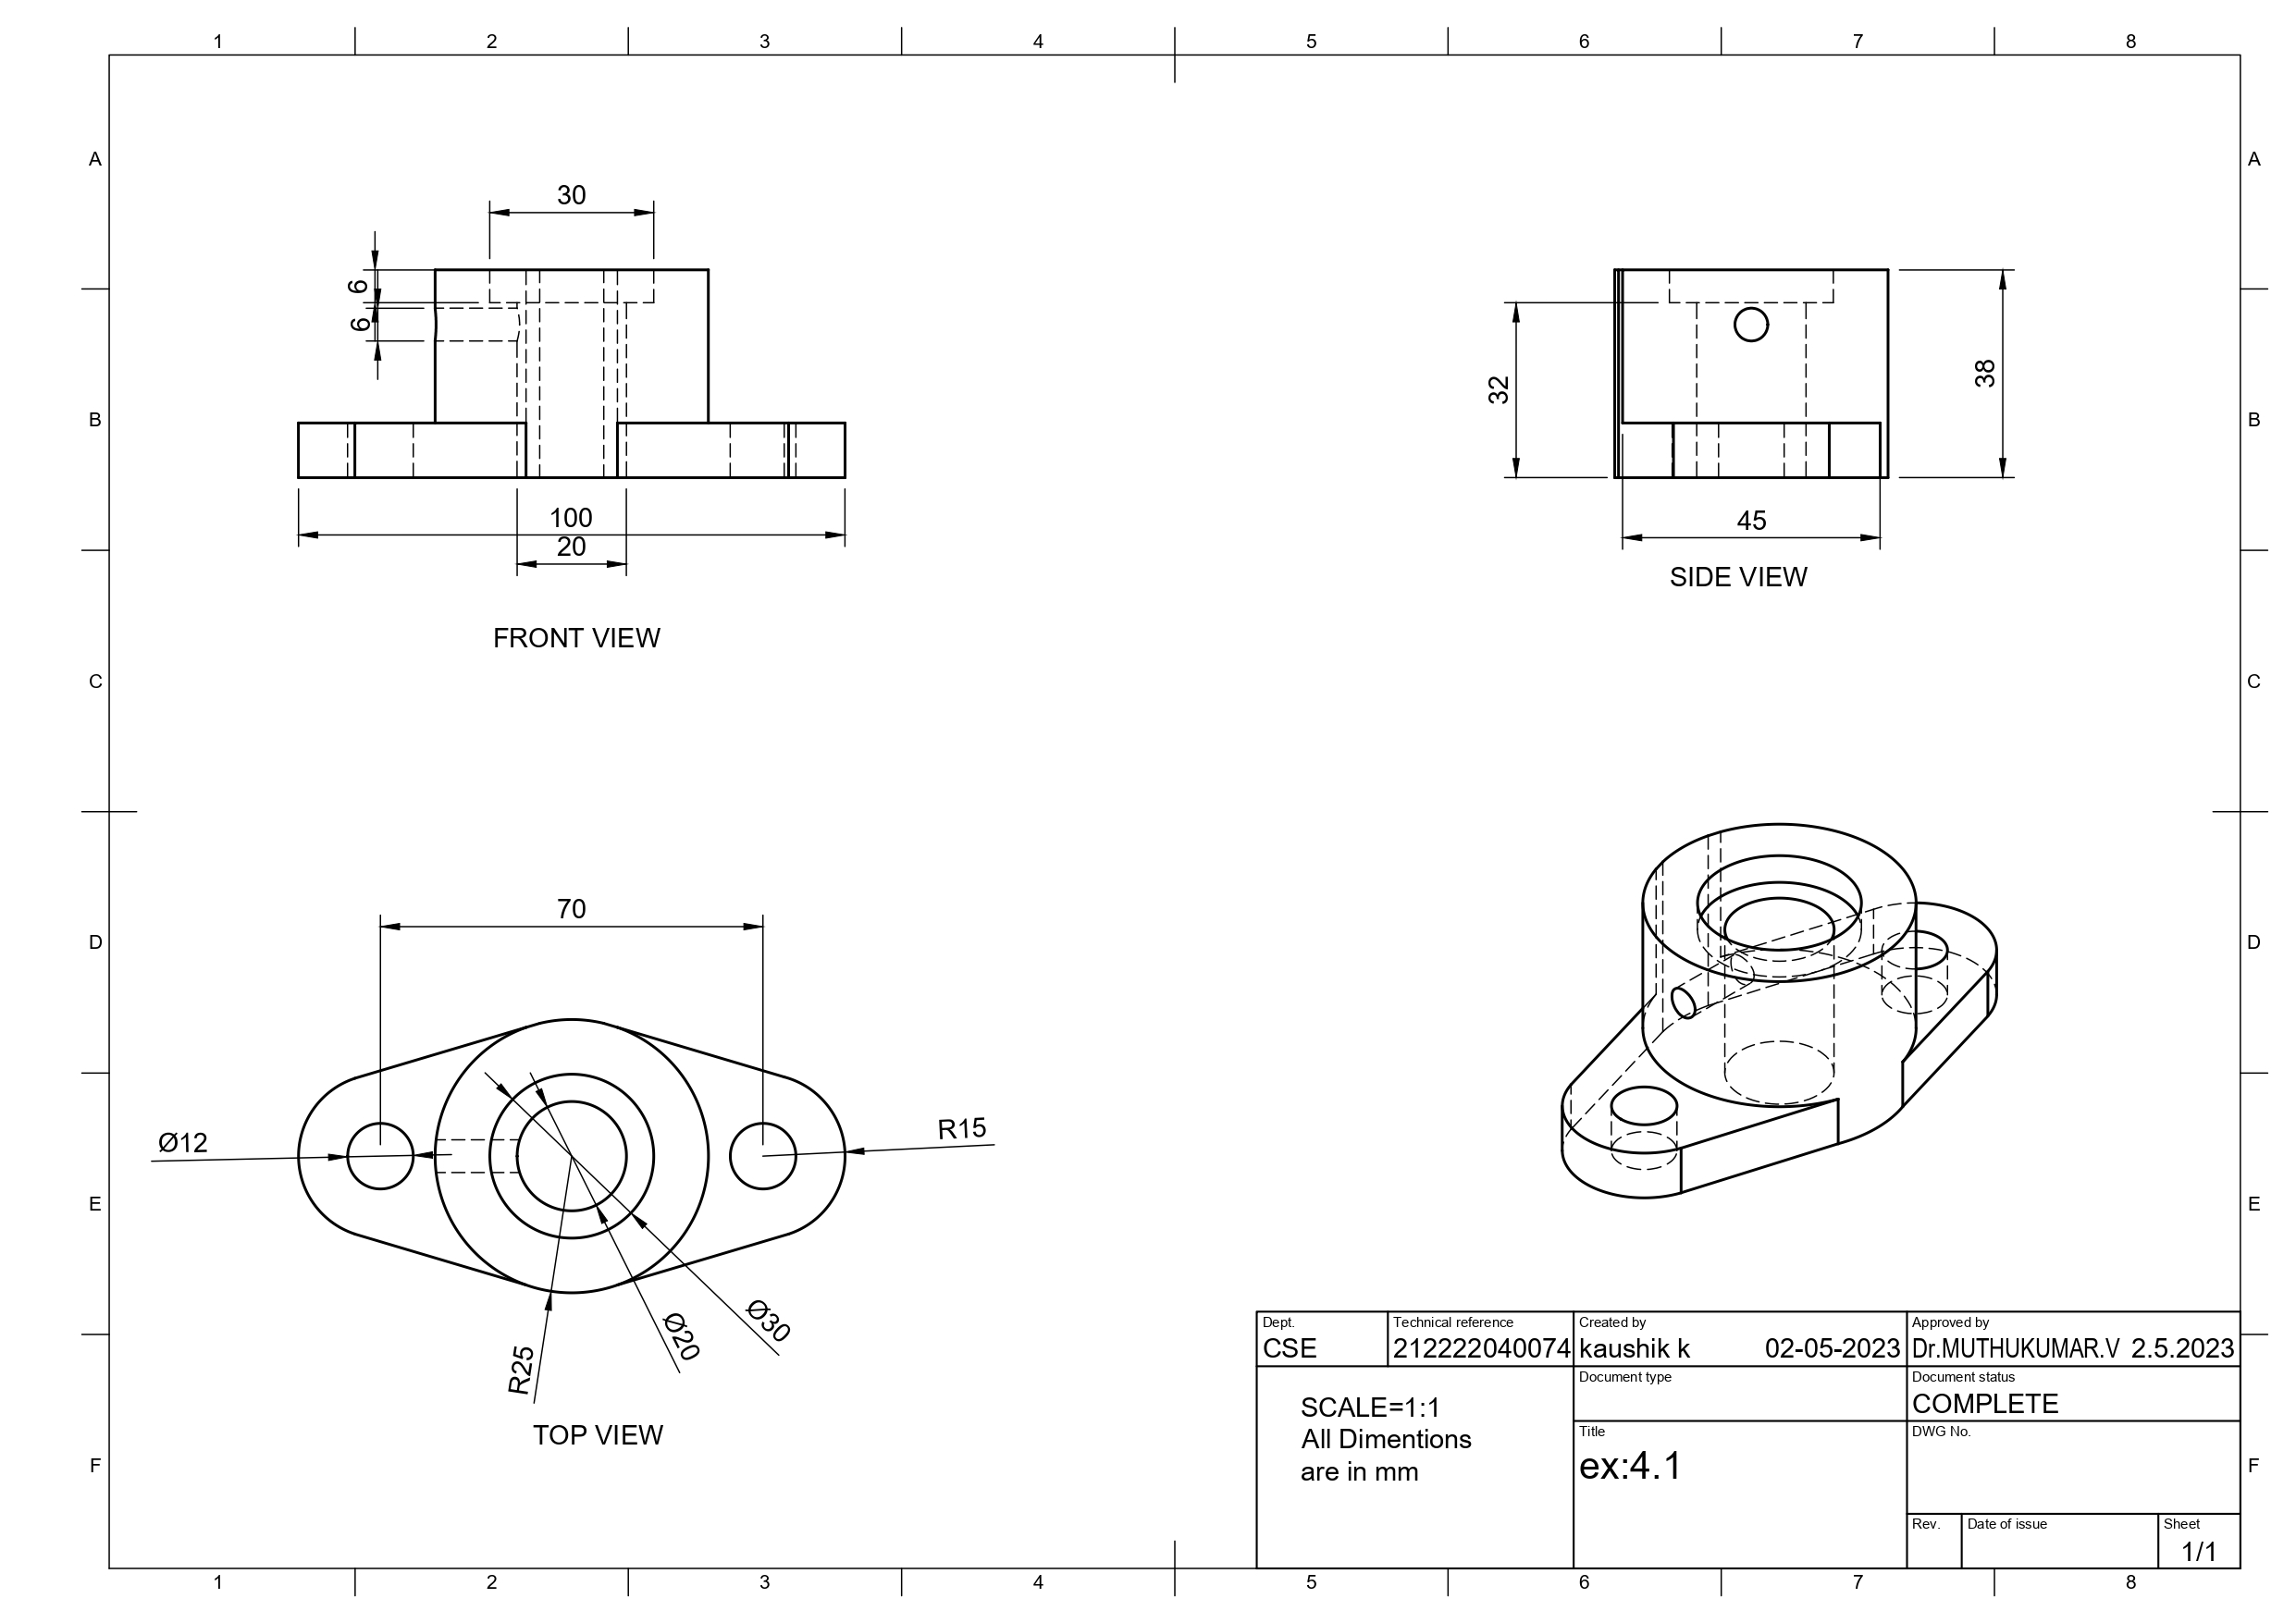 1 2 3 4 5 6 7 8
A A
30
6
6
32
38
B B
100
20
45
SIDE VIEW
FRONT VIEW
C C
70
D D
Ø12
R15
E E
Ø30
Ø20
R25
TOP VIEW
Dept. Technical reference Created by Approved by
CSE 212222040074 kaushik k 02-05-2023 Dr.MUTHUKUMAR.V 2.5.2023
Document type Document status
COMPLETE
SCALE=1:1
All Dimentions
are in mm
Title DWG No.
ex:4.1
F F
Rev. Date of issue Sheet
1/1
1 2 3 4 5 6 7 8